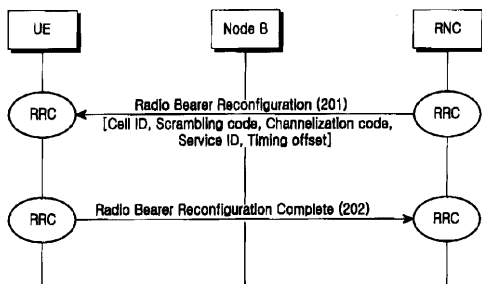 UE
Node B
RNC
RRC
Radio Bearer Reconfiguration (201)
RRC
[Cell ID, Scrambling code, Channelization code,
Service ID, Timing offset]
RRC
Radio Bearer Reconfiguration Complete (202)
RRC